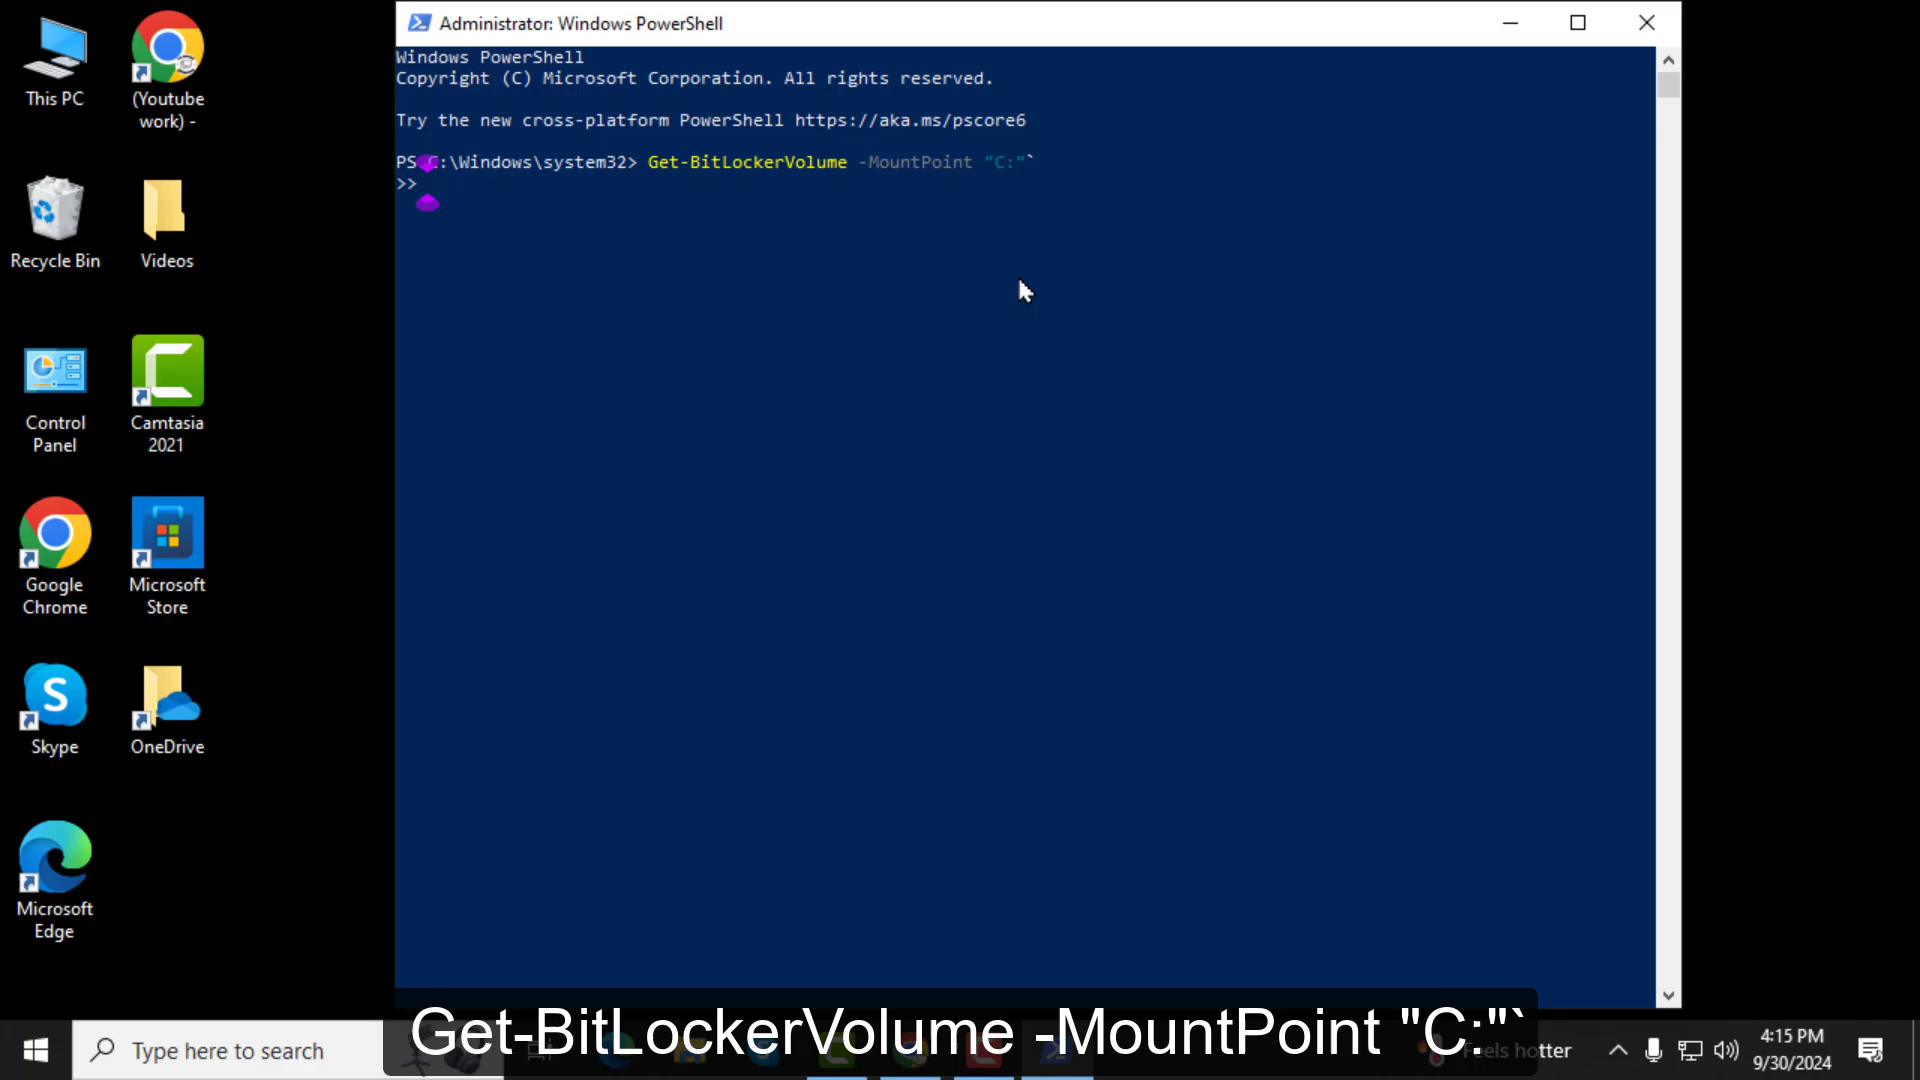 Administrator: Windows PowerShell
Windows PowerShell
Copyright (C) Microsoft Corporation. All rights reserved.
Try the new cross-platform PowerShell https://aka.ms/pscore6
PS C:\Windows\system32> Get-BitLockerVolume -MountPoint "C:"`
>>
This PC
(Youtube
work) -
Recycle Bin
Videos
Control
Panel
Camtasia
2021
Google
Chrome
Microsoft
Store
Skype
OneDrive
Microsoft
Edge
Get-BitLockerVolume -MountPoint "C:"`
Type here to search
Feels hotter
4:15 PM
9/30/2024